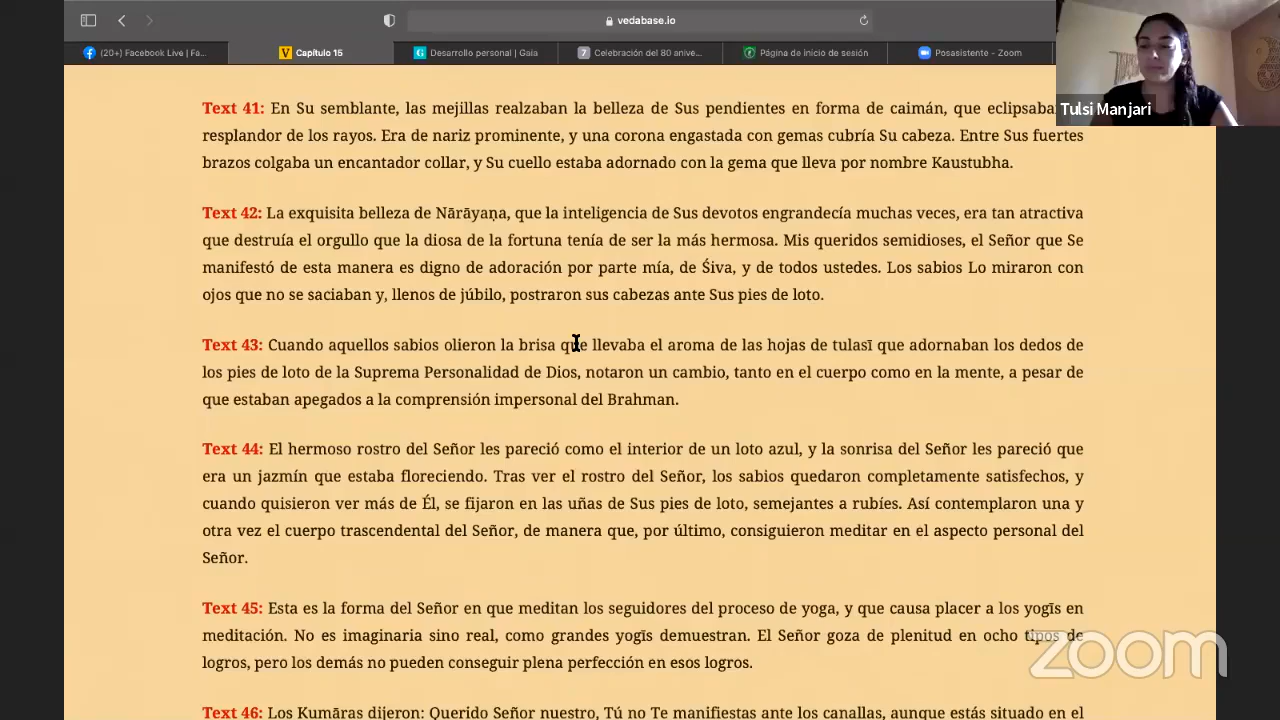 vedabase.io
(20+) Facebook Live | Fa...
Capítulo 15
Desarrollo personal | Gaia
Celebración del 80 anive...
Página de inicio de sesión
Posasistente - Zoom
Tulsi Manjari
Text 41: En Su semblante, las mejillas realzaban la belleza de Sus pendientes en forma de caimán, que eclipsaba
resplandor de los rayos. Era de nariz prominente, y una corona engastada con gemas cubría Su cabeza. Entre Sus fuertes
brazos colgaba un encantador collar, y Su cuello estaba adornado con la gema que lleva por nombre Kaustubha.
Text 42: La exquisita belleza de Nārāyaṇa, que la inteligencia de Sus devotos engrandecía muchas veces, era tan atractiva
que destruía el orgullo que la diosa de la fortuna tenía de ser la más hermosa. Mis queridos semidioses, el Señor que Se
manifestó de esta manera es digno de adoración por parte mía, de Śiva, y de todos ustedes. Los sabios Lo miraron con
ojos que no se saciaban y, llenos de júbilo, postraron sus cabezas ante Sus pies de loto.
Text 43: Cuando aquellos sabios olieron la brisa que llevaba el aroma de las hojas de tulasī que adornaban los dedos de
los pies de loto de la Suprema Personalidad de Dios, notaron un cambio, tanto en el cuerpo como en la mente, a pesar de
que estaban apegados a la comprensión impersonal del Brahman.
Text 44: El hermoso rostro del Señor les pareció como el interior de un loto azul, y la sonrisa del Señor les pareció que
era un jazmín que estaba floreciendo. Tras ver el rostro del Señor, los sabios quedaron completamente satisfechos, y
cuando quisieron ver más de Él, se fijaron en las uñas de Sus pies de loto, semejantes a rubíes. Así contemplaron una y
otra vez el cuerpo trascendental del Señor, de manera que, por último, consiguieron meditar en el aspecto personal del
Señor.
Text 45: Esta es la forma del Señor en que meditan los seguidores del proceso de yoga, y que causa placer a los yogīs en
meditación. No es imaginaria sino real, como grandes yogīs demuestran. El Señor goza de plenitud en ocho tipos de
logros, pero los demás no pueden conseguir plena perfección en esos logros.
zoom
Text 46: Los Kumāras dijeron: Querido Señor nuestro, Tú no Te manifiestas ante los canallas, aunque estás situado en el